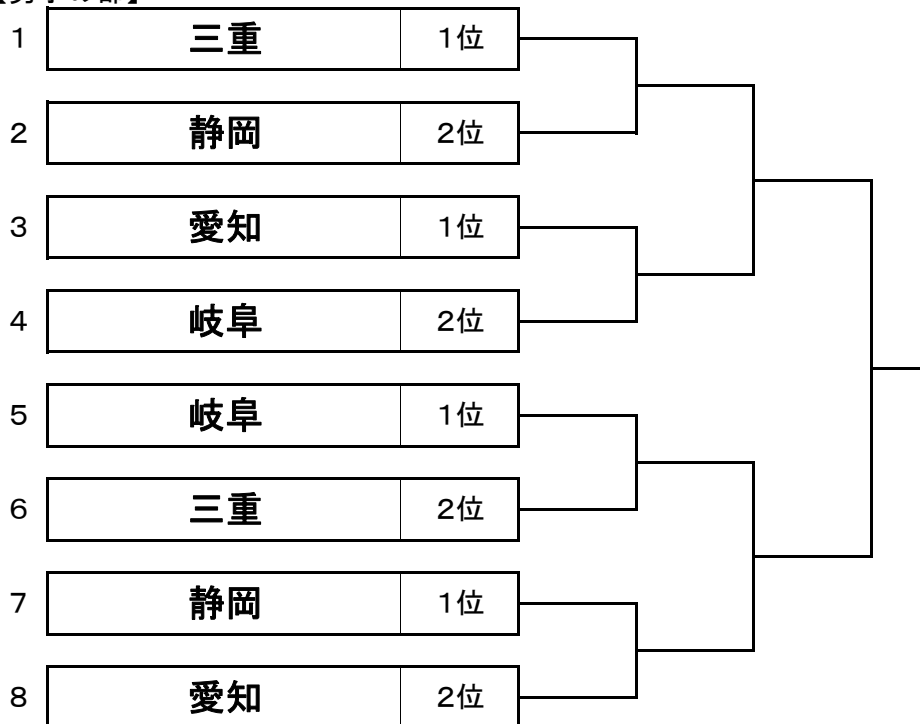 1 三重 1位
2 静岡 2位
3 愛知 1位
4 岐阜 2位
5 岐阜 1位
6 三重 2位
7 静岡 1位
8 愛知 2位